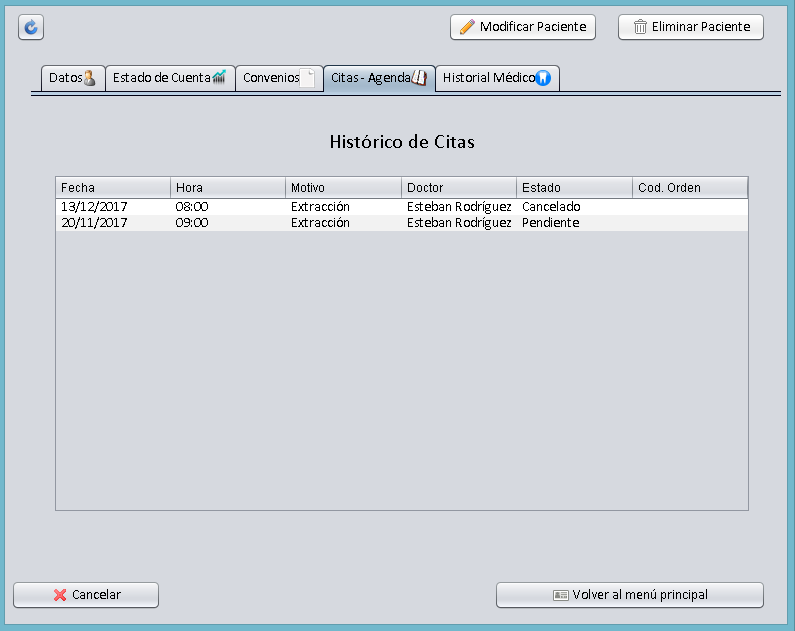 Modificar Paciente Eliminar Paciente
Datos Estado de Cuenta Convenios Citas - Agenda Historial Médico
Histórico de Citas
Fecha Hora Motivo Doctor Estado Cod. Orden
13/12/2017 08:00 Extracción Esteban Rodríguez Cancelado
20/11/2017 09:00 Extracción Esteban Rodríguez Pendiente
Cancelar Volver al menú principal